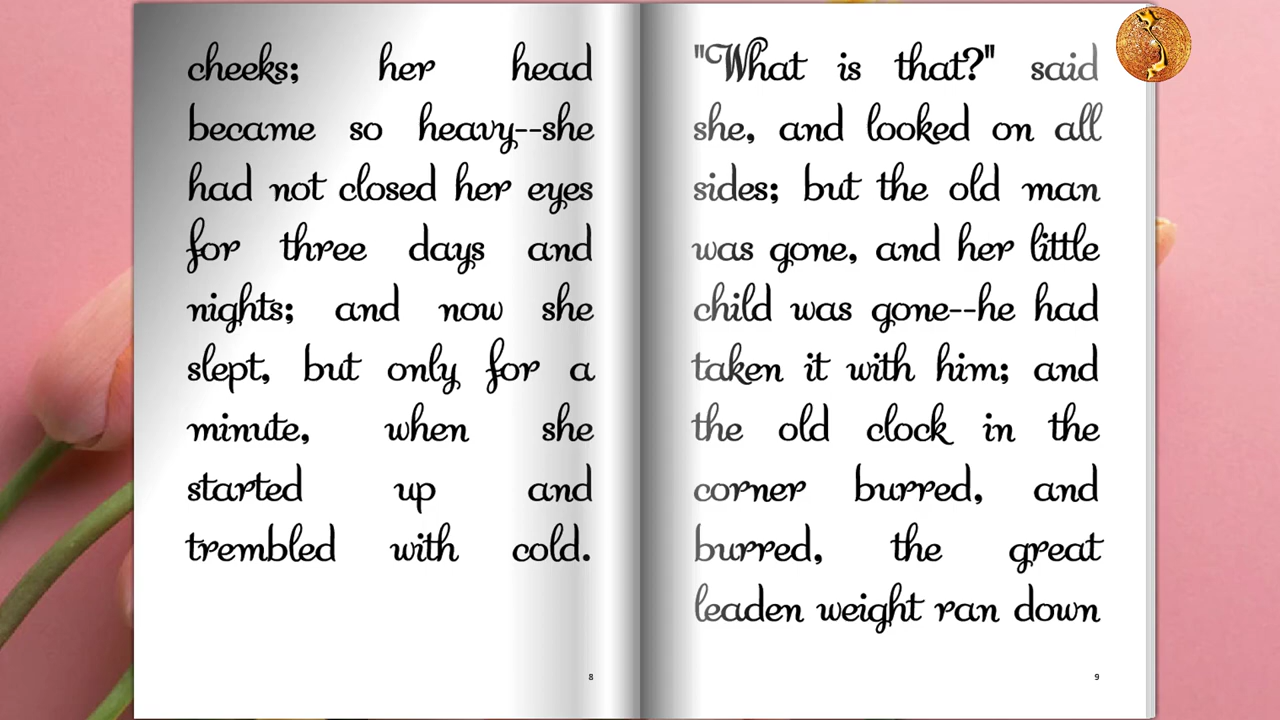 cheeks; her head
became so heavy--she
had not closed her eyes
for three days and
nights; and now she
slept, but only for a
minute, when she
started up and
trembled with cold.
8
"What is that?" said
she, and looked on all
sides; but the old man
was gone, and her little
child was gone--he had
taken it with him; and
the old clock in the
corner burred, and
burred, the great
leaden weight ran down
9